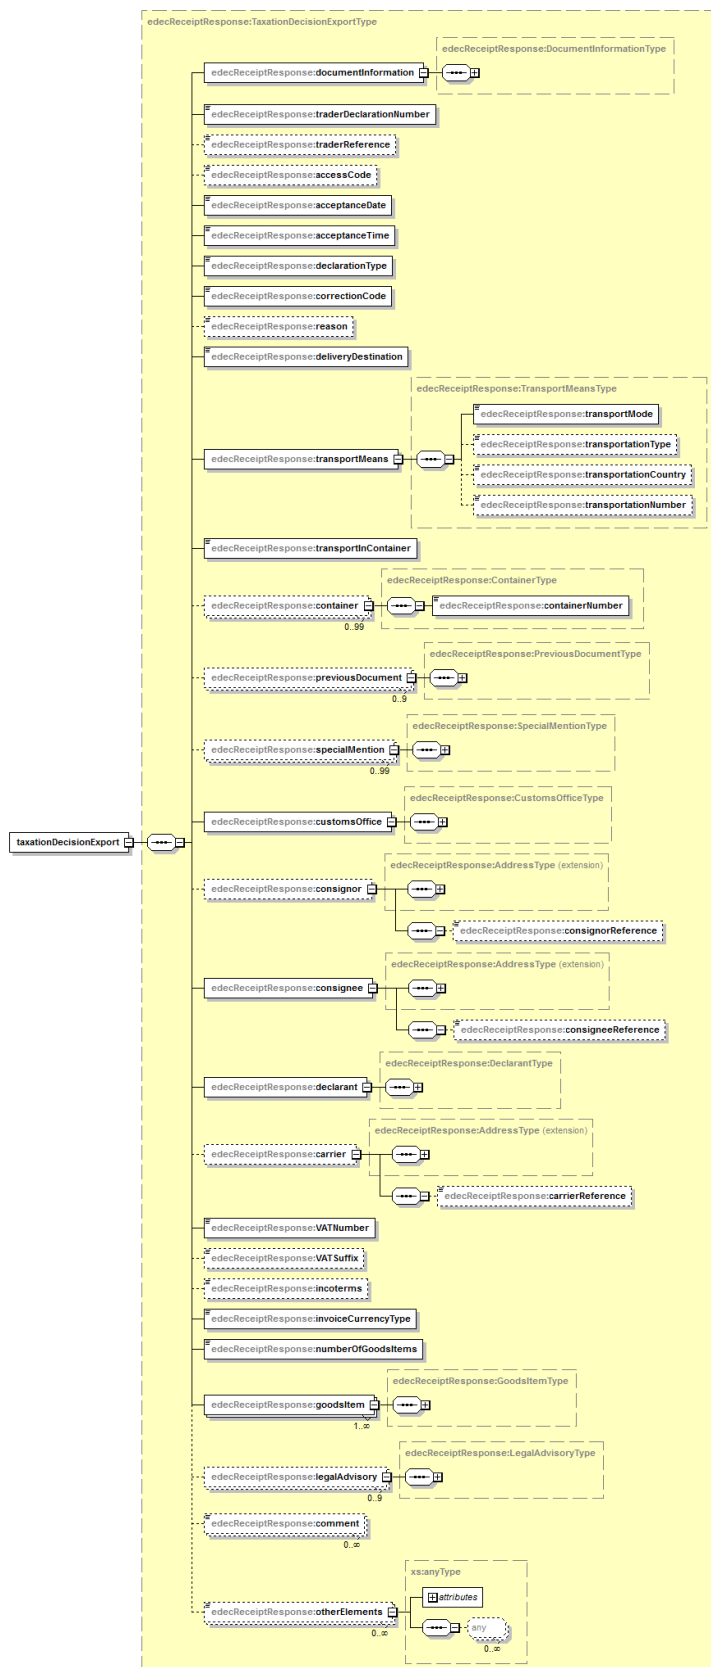 edecReceiptResponse:TaxationDecisionExportType
edecReceiptResponse:DocumentInformationType
edecReceiptResponse:documentInformation
edecReceiptResponse:traderDeclarationNumber
edecReceiptResponse:traderReference
edecReceiptResponse:accessCode
edecReceiptResponse:acceptanceDate
edecReceiptResponse:acceptanceTime
edecReceiptResponse:declarationType
edecReceiptResponse:correctionCode
edecReceiptResponse:reason
edecReceiptResponse:deliveryDestination
edecReceiptResponse:TransportMeansType
edecReceiptResponse:transportMode
edecReceiptResponse:transportationType
edecReceiptResponse:transportMeans
edecReceiptResponse:transportationCountry
edecReceiptResponse:transportationNumber
edecReceiptResponse:transportInContainer
edecReceiptResponse:ContainerType
edecReceiptResponse:container
edecReceiptResponse:containerNumber
0..99
edecReceiptResponse:PreviousDocumentType
edecReceiptResponse:previousDocument
0..9
edecReceiptResponse:SpecialMentionType
edecReceiptResponse:specialMention
0..99
edecReceiptResponse:CustomsOfficeType
edecReceiptResponse:customsOffice
taxationDecisionExport
edecReceiptResponse:AddressType (extension)
edecReceiptResponse:consignor
edecReceiptResponse:consignorReference
edecReceiptResponse:AddressType (extension)
edecReceiptResponse:consignee
edecReceiptResponse:consigneeReference
edecReceiptResponse:DeclarantType
edecReceiptResponse:declarant
edecReceiptResponse:AddressType (extension)
edecReceiptResponse:carrier
edecReceiptResponse:carrierReference
edecReceiptResponse:VATNumber
edecReceiptResponse:VATSuffix
edecReceiptResponse:incoterms
edecReceiptResponse:invoiceCurrencyType
edecReceiptResponse:numberOfGoodsItems
edecReceiptResponse:GoodsItemType
edecReceiptResponse:goodsItem
1..∞
edecReceiptResponse:LegalAdvisoryType
edecReceiptResponse:legalAdvisory
0..9
edecReceiptResponse:comment
0..∞
xs:anyType
attributes
edecReceiptResponse:otherElements
any
0..∞
0..∞